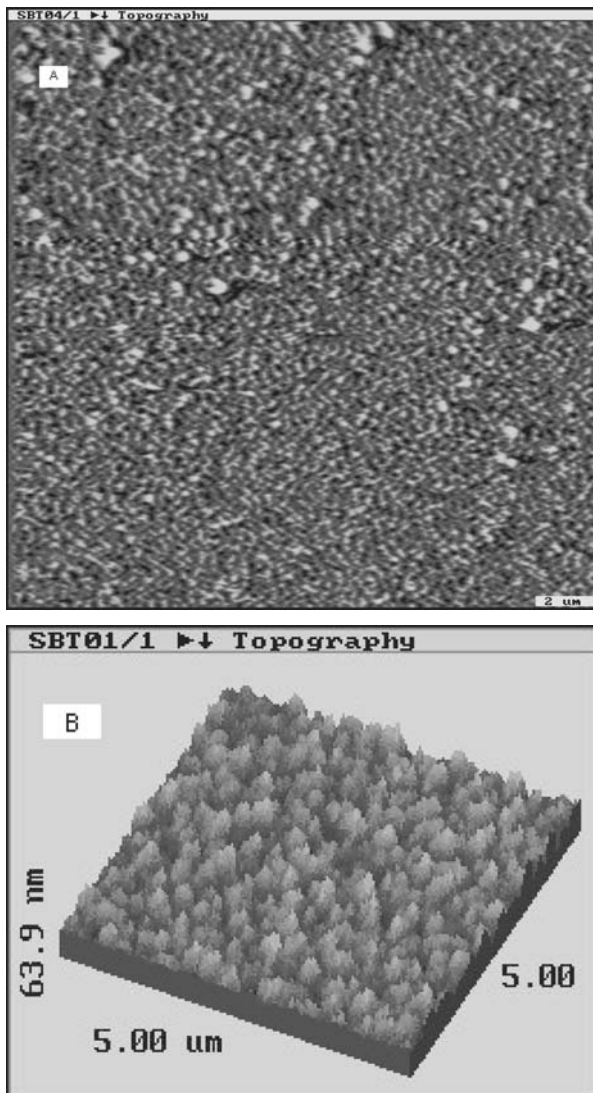 SBT04/1 ►↓ Topography
A
2 um
SBT01/1 ►↓ Topography
B
63.9 nm
5.00
5.00 um